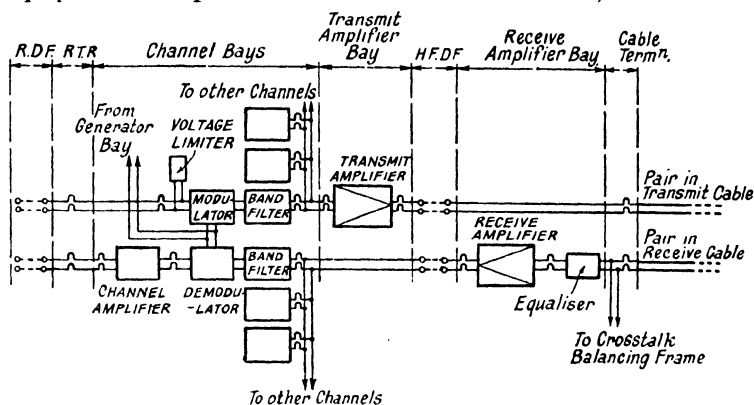 R.D.F.
R.T.R
Channel Bays
Transmit
Amplifier
Bay
H.F.D.F.
Receive
Amplifier Bay
Cable
Termⁿ.
From
Generator
Bay
VOLTAGE
LIMITER
To other Channels
TRANSMIT
AMPLIFIER
MODU-
LATOR
BAND
FILTER
Pair in
Transmit Cable
RECEIVE
AMPLIFIER
Pair in
Receive Cable
BAND
FILTER
CHANNEL
AMPLIFIER
DEMODU-
-LATOR
Equaliser
To Crosstalk
Balancing Frame
To other Channels